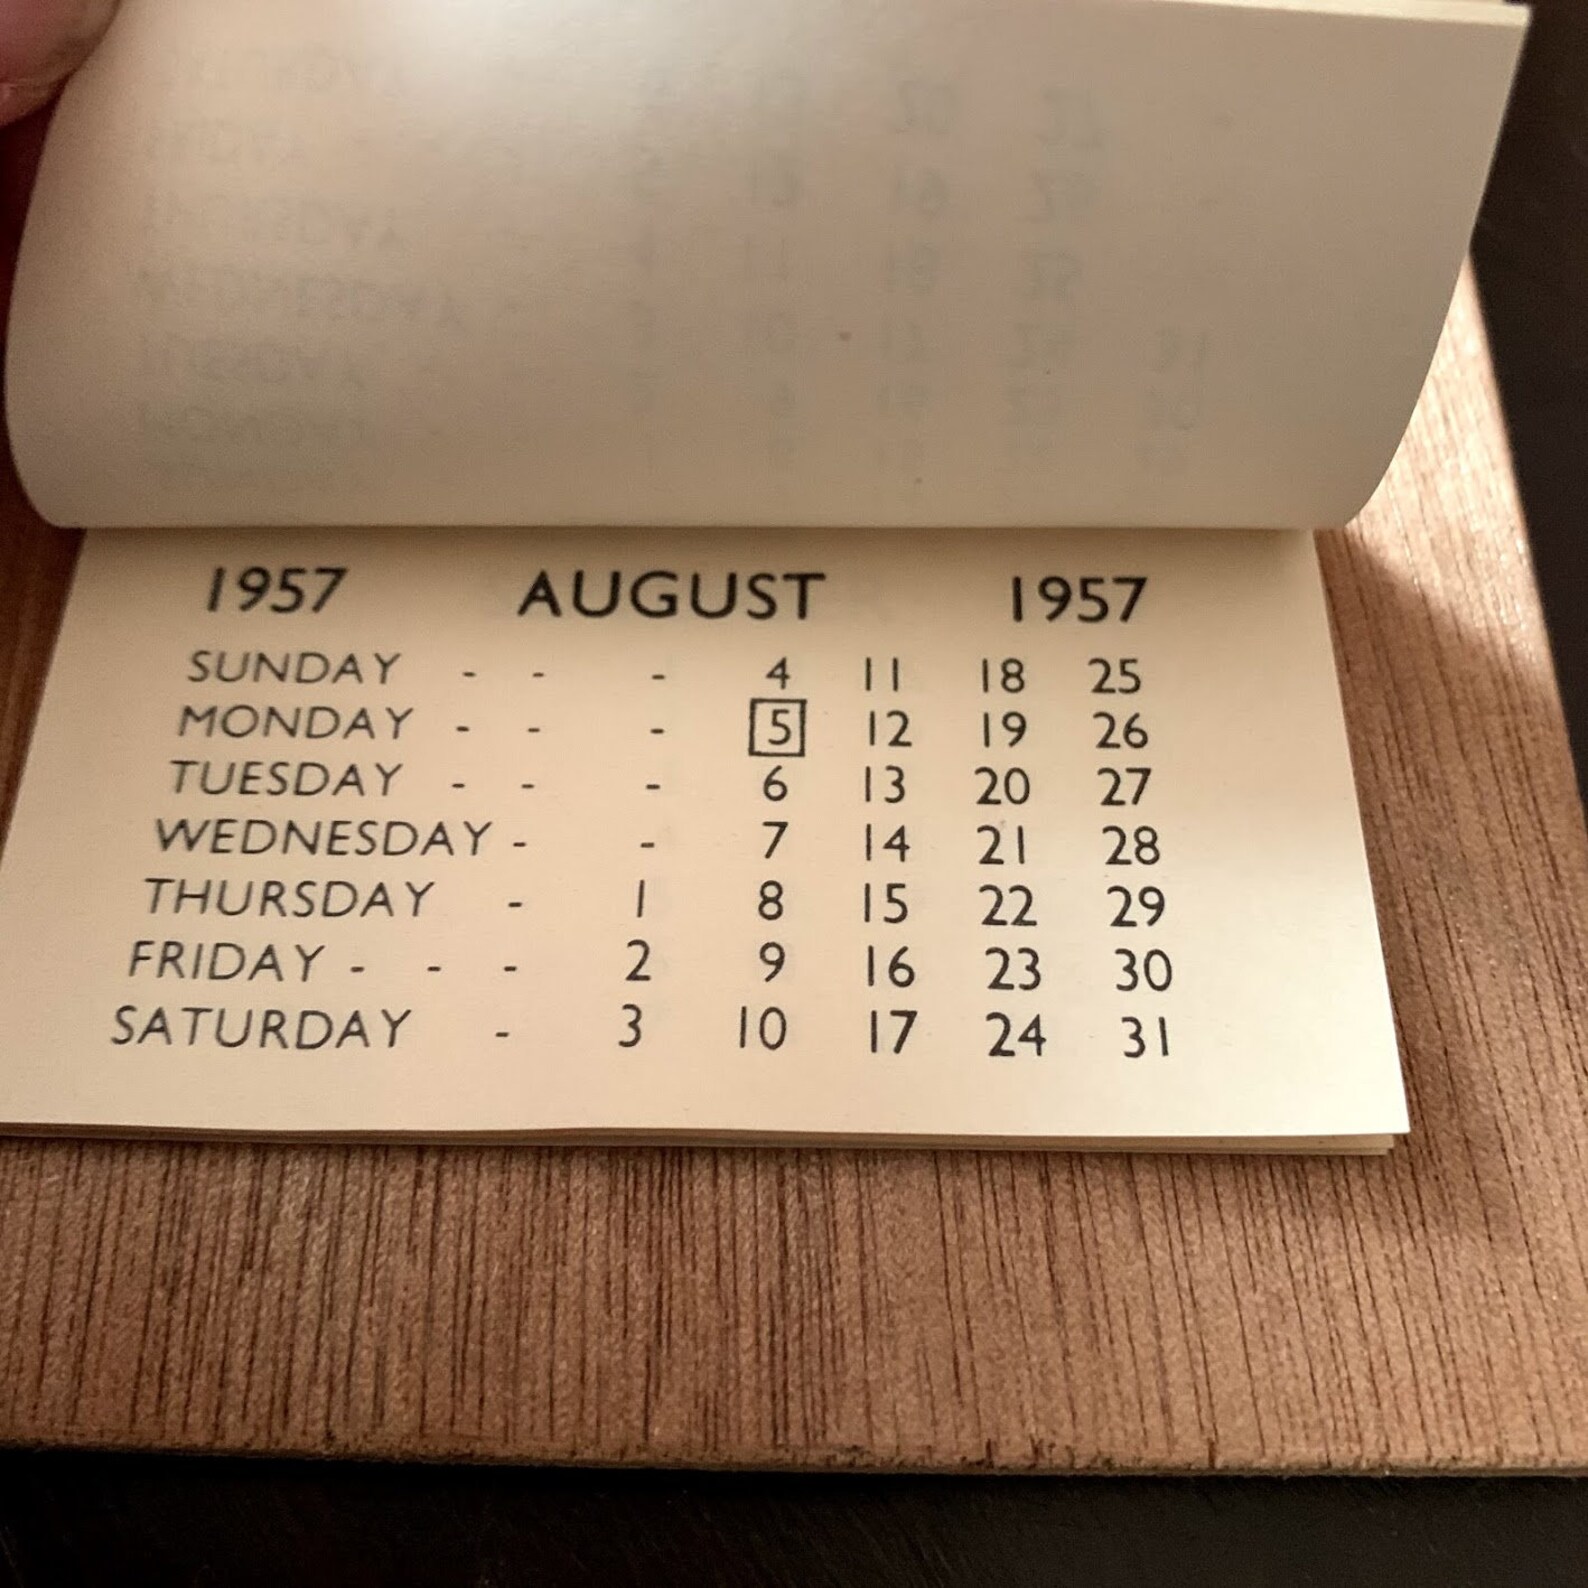 1957 AUGUST 1957
SUNDAY - - - 4 11 18 25
MONDAY - - - 5 12 19 26
TUESDAY - - - 6 13 20 27
WEDNESDAY - - 7 14 21 28
THURSDAY - 1 8 15 22 29
FRIDAY - - - 2 9 16 23 30
SATURDAY - 3 10 17 24 31